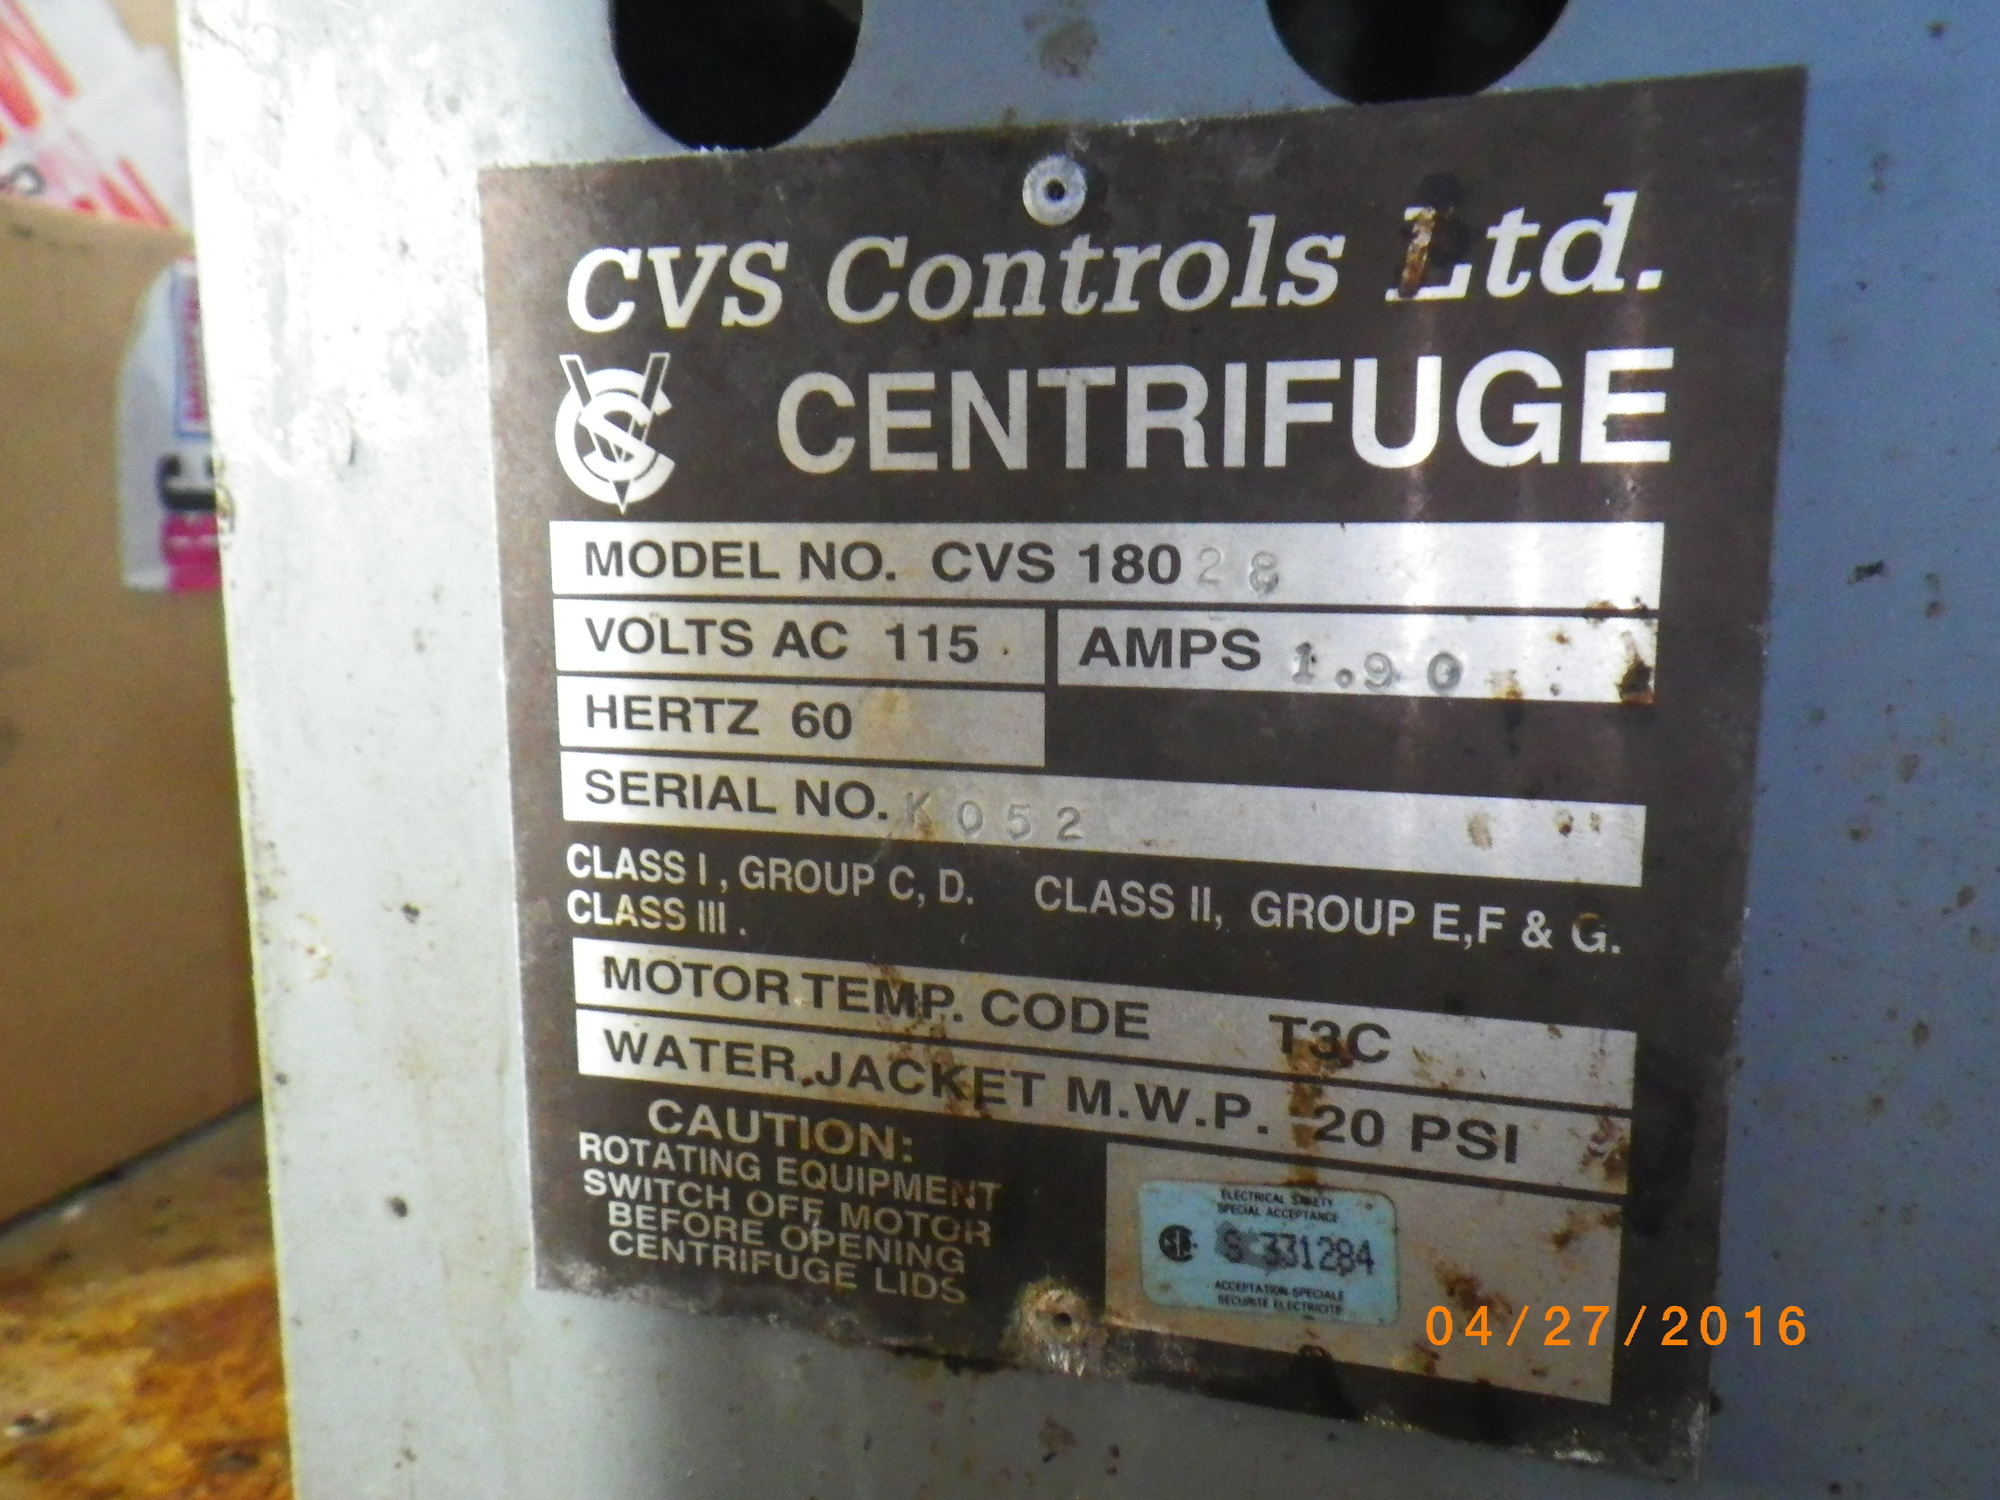 CVS Controls Ltd.
CVS CENTRIFUGE
MODEL NO. CVS 18028
VOLTS AC 115 AMPS 1.90
HERTZ 60
SERIAL NO. K052
CLASS I, GROUP C, D. CLASS II, GROUP E,F & G.
CLASS III.
MOTOR TEMP. CODE T3C
WATER JACKET M.W.P. 20 PSI
CAUTION:
ROTATING EQUIPMENT
SWITCH OFF MOTOR
BEFORE OPENING
CENTRIFUGE LIDS
ELECTRICAL SAFETY
SPECIAL ACCEPTANCE
S 331284
ACCEPTATION SPECIALE
SECURITE ELECTRICITE
04/27/2016